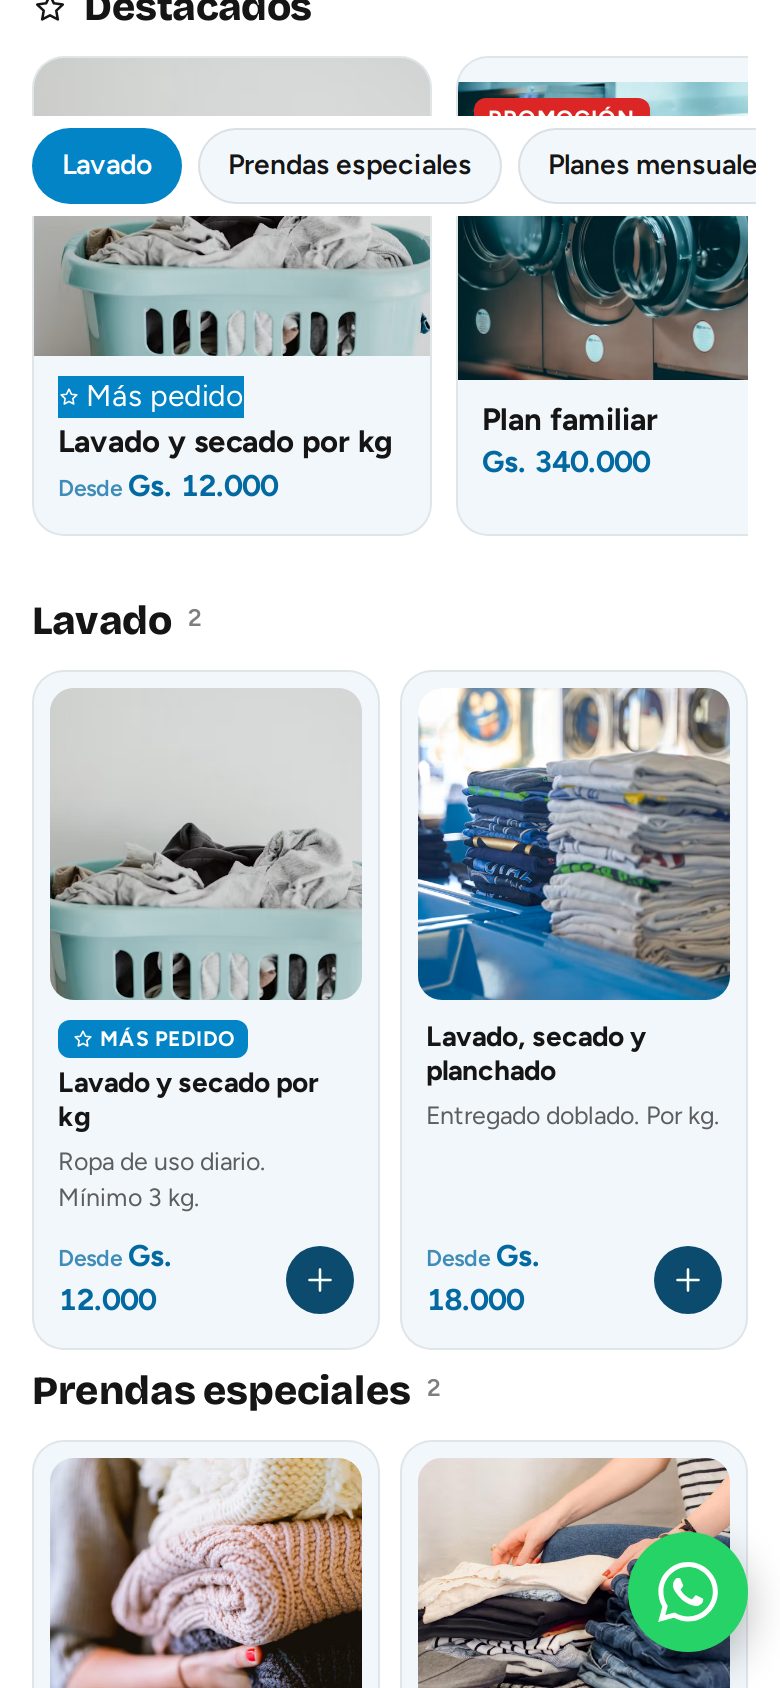 Destacados
PROMOCIÓN
Lavado
Prendas especiales
Planes mensuale
Más pedido
Lavado y secado por kg
Desde Gs. 12.000
Plan familiar
Gs. 340.000
Lavado 2
MÁS PEDIDO
Lavado y secado por
kg
Ropa de uso diario.
Mínimo 3 kg.
Desde Gs.
12.000
Lavado, secado y
planchado
Entregado doblado. Por kg.
Desde Gs.
18.000
Prendas especiales 2